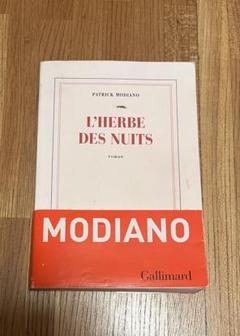 PATRICK MODIANO
L'HERBE
DES NUITS
roman
MODIANO
Gallimard